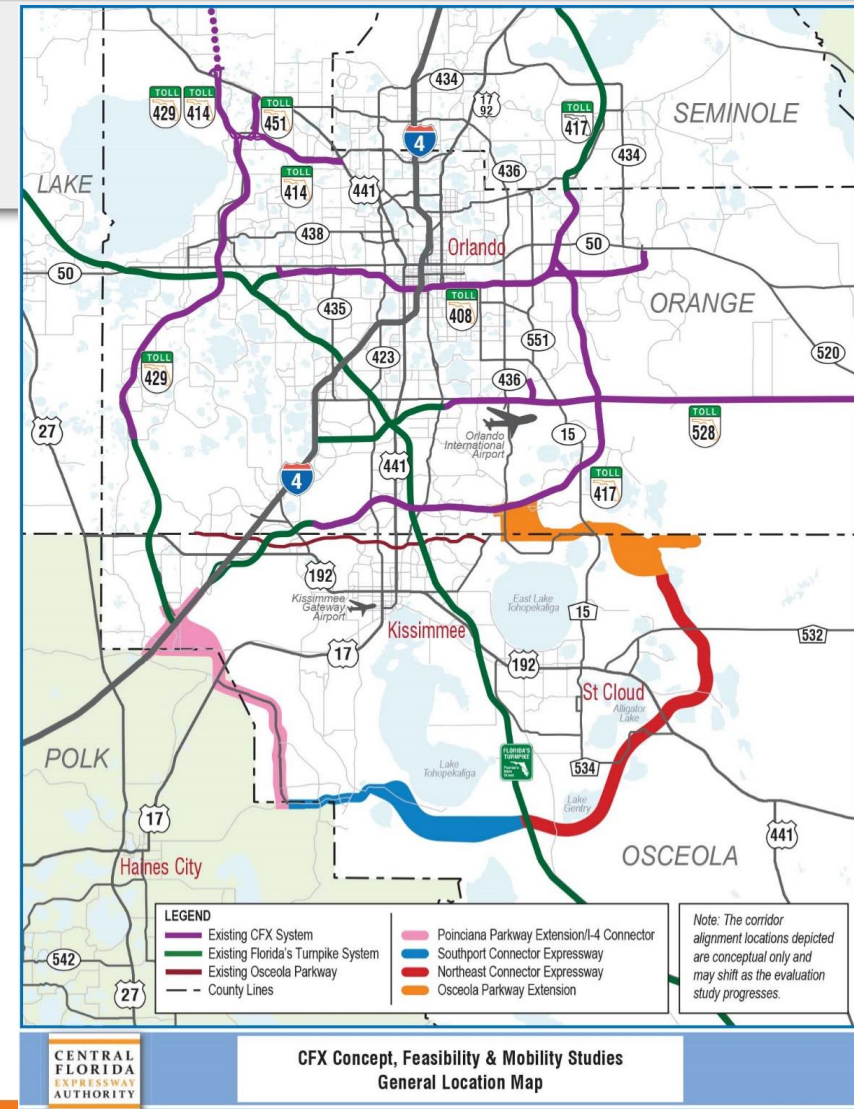 434
17
92
TOLL
429
TOLL
414
TOLL
451
TOLL
417
SEMINOLE
4
434
436
LAKE
TOLL
414
441
438
Orlando
50
50
TOLL
408
ORANGE
435
551
520
423
TOLL
429
436
27
TOLL
528
Orlando
International
Airport
15
441
4
TOLL
417
192
Kissimmee
Gateway
Airport
East Lake
Tohopekaliga
15
Kissimmee
532
17
192
St Cloud
Alligator
Lake
FLORIDA'S
TURNPIKE
POLK
Lake
Tohopekaliga
534
Lake
Gentry
17
441
OSCEOLA
Haines City
542
27
LEGEND
Existing CFX System
Existing Florida's Turnpike System
Existing Osceola Parkway
County Lines
Poinciana Parkway Extension/I-4 Connector
Southport Connector Expressway
Northeast Connector Expressway
Osceola Parkway Extension
Note: The corridor
alignment locations depicted
are conceptual only and
may shift as the evaluation
study progresses.
CENTRAL
FLORIDA
EXPRESSWAY
AUTHORITY
CFX Concept, Feasibility & Mobility Studies
General Location Map